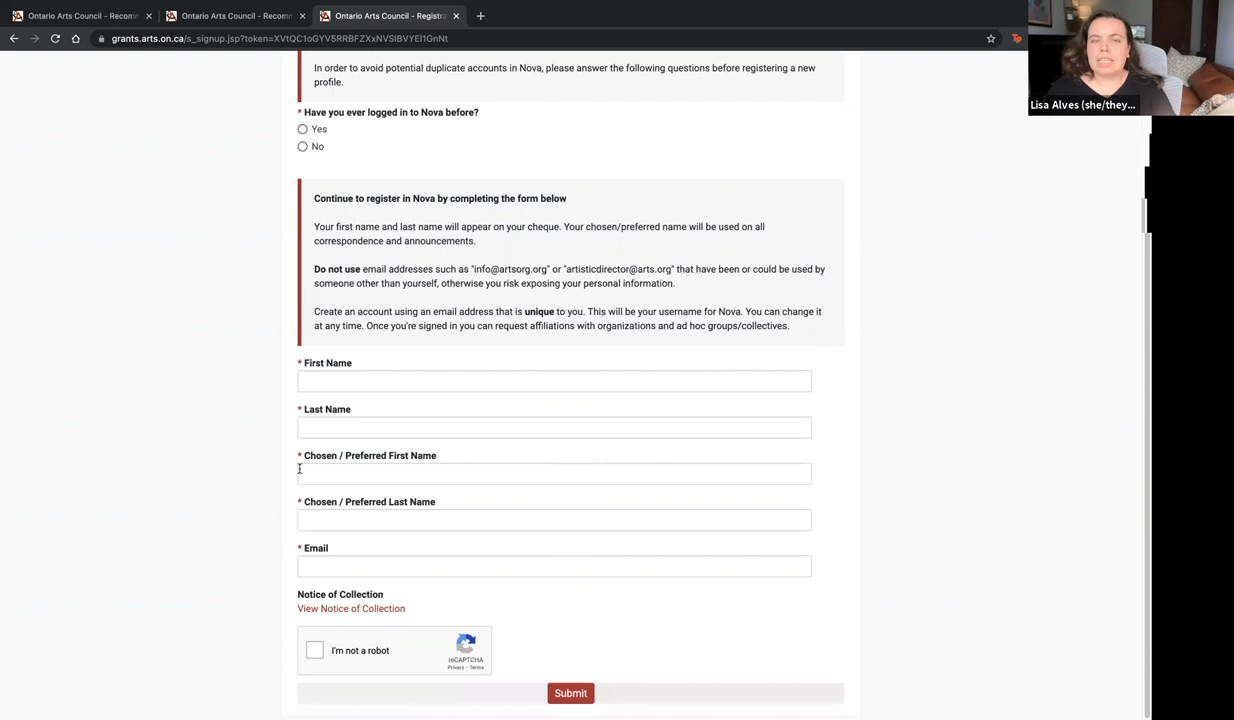 Ontario Arts Council - Recomm
Ontario Arts Council - Recomm
Ontario Arts Council - Registra
grants.arts.on.ca/s_signup.jsp?token=XVtQC1oGYV5RRBFZXxNVSlBYEl1GnNt
Lisa Alves (she/they...
In order to avoid potential duplicate accounts in Nova, please answer the following questions before registering a new
profile.
* Have you ever logged in to Nova before?
Yes
No
Continue to register in Nova by completing the form below
Your first name and last name will appear on your cheque. Your chosen/preferred name will be used on all
correspondence and announcements.
Do not use email addresses such as "info@artsorg.org" or "artisticdirector@arts.org" that have been or could be used by
someone other than yourself, otherwise you risk exposing your personal information.
Create an account using an email address that is unique to you. This will be your username for Nova. You can change it
at any time. Once you're signed in you can request affiliations with organizations and ad hoc groups/collectives.
* First Name
* Last Name
* Chosen / Preferred First Name
* Chosen / Preferred Last Name
* Email
Notice of Collection
View Notice of Collection
I'm not a robot
reCAPTCHA
Privacy - Terms
Submit